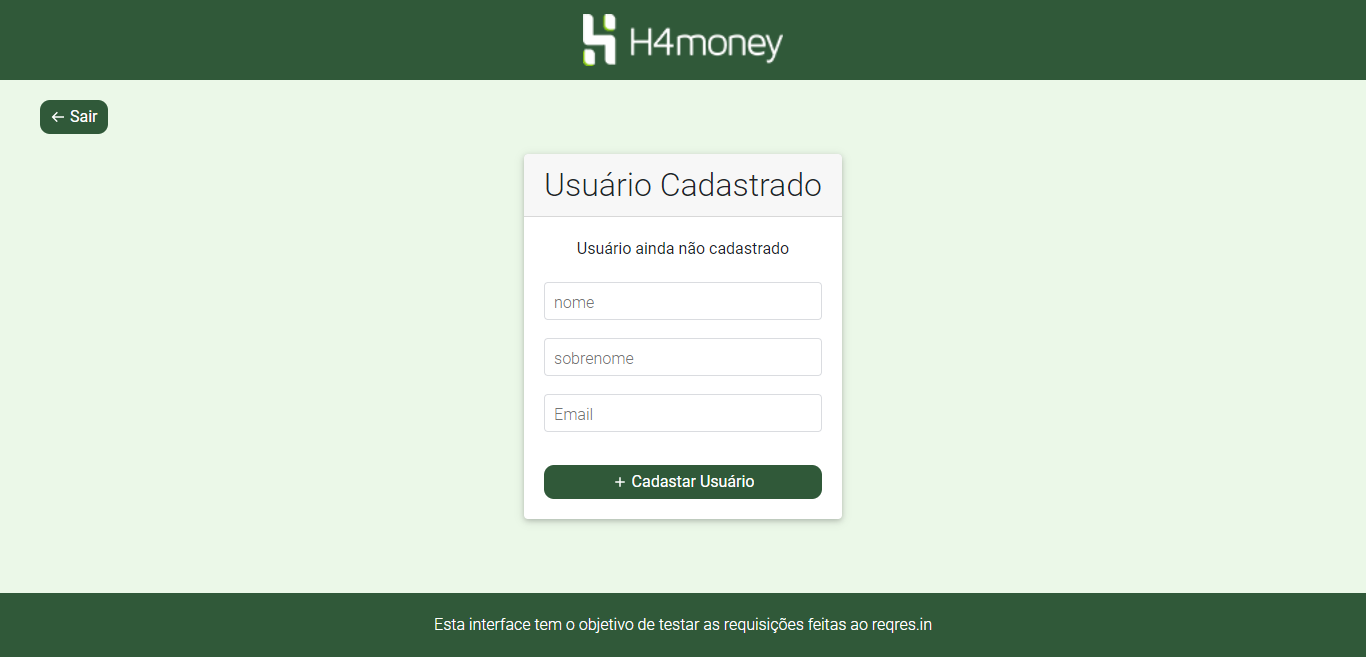 H4money
← Sair
Usuário Cadastrado
Usuário ainda não cadastrado
nome
sobrenome
Email
+ Cadastar Usuário
Esta interface tem o objetivo de testar as requisições feitas ao reqres.in